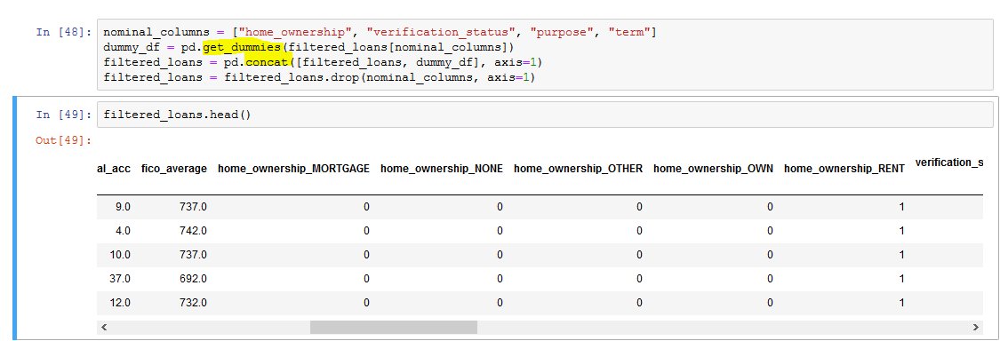 In [48]: nominal_columns = ["home_ownership", "verification_status", "purpose", "term"]
dummy_df = pd.get_dummies(filtered_loans[nominal_columns])
filtered_loans = pd.concat([filtered_loans, dummy_df], axis=1)
filtered_loans = filtered_loans.drop(nominal_columns, axis=1)
In [49]: filtered_loans.head()
Out[49]:
al_acc fico_average home_ownership_MORTGAGE home_ownership_NONE home_ownership_OTHER home_ownership_OWN home_ownership_RENT verification_s
9.0 737.0 0 0 0 0 1
4.0 742.0 0 0 0 0 1
10.0 737.0 0 0 0 0 1
37.0 692.0 0 0 0 0 1
12.0 732.0 0 0 0 0 1